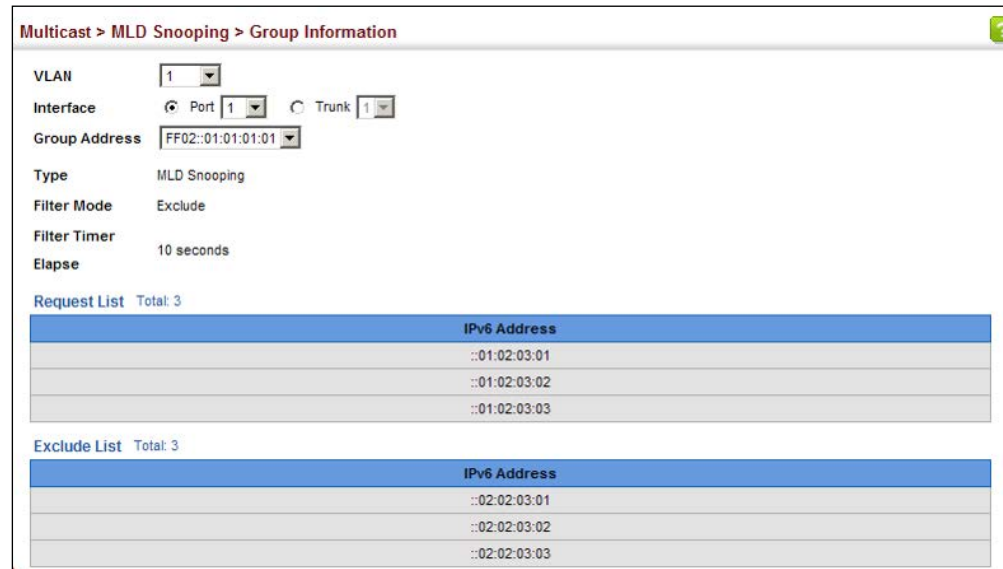 Multicast > MLD Snooping > Group Information
?
VLAN 1
Interface Port 1 Trunk 1
Group Address FF02::01:01:01:01
Type MLD Snooping
Filter Mode Exclude
Filter Timer
Elapse
10 seconds
Request List Total: 3
IPv6 Address
::01:02:03:01
::01:02:03:02
::01:02:03:03
Exclude List Total: 3
IPv6 Address
::02:02:03:01
::02:02:03:02
::02:02:03:03